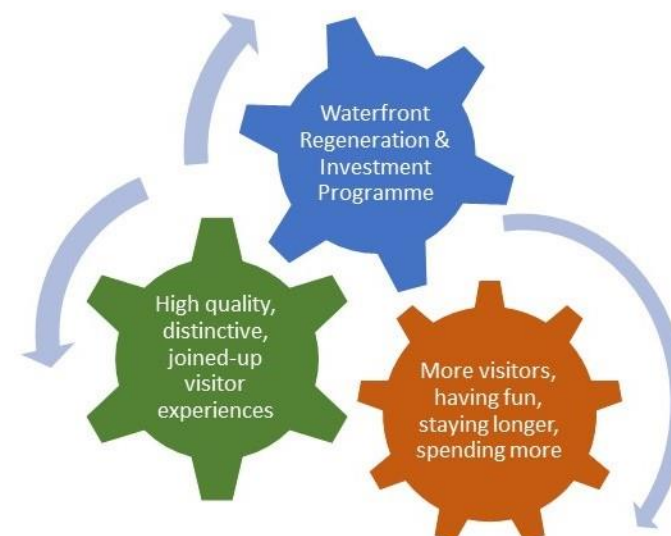 Waterfront
Regeneration &
Investment
Programme
High quality,
distinctive,
joined-up
visitor
experiences
More visitors,
having fun,
staying longer,
spending more